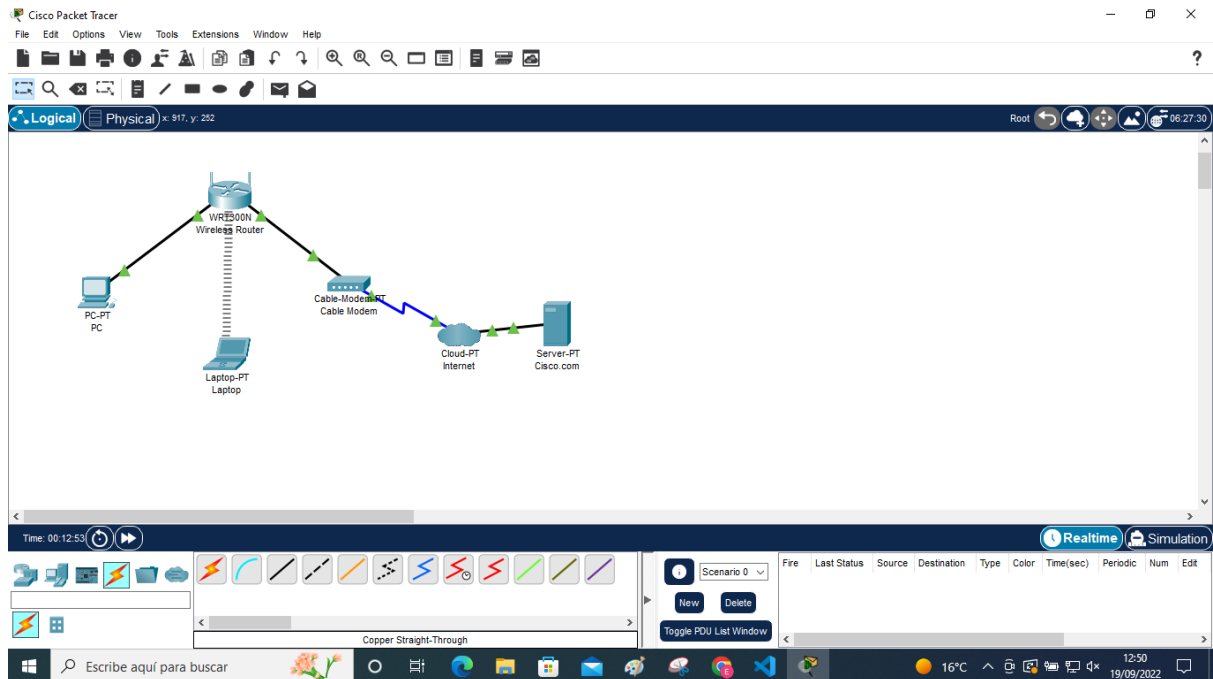 Cisco Packet Tracer
File Edit Options View Tools Extensions Window Help
?
Logical Physical x: 917, y: 252 Root 06:27:30
WRT300N
Wireless Router
PC-PT
PC
Cable-Modem-PT
Cable Modem
Laptop-PT
Laptop
Cloud-PT
Internet
Server-PT
Cisco.com
Time: 00:12:53 Realtime Simulation
Scenario 0
New Delete
Toggle PDU List Window
Fire Last Status Source Destination Type Color Time(sec) Periodic Num Edit
Copper Straight-Through
Escribe aquí para buscar 16°C 12:50
19/09/2022